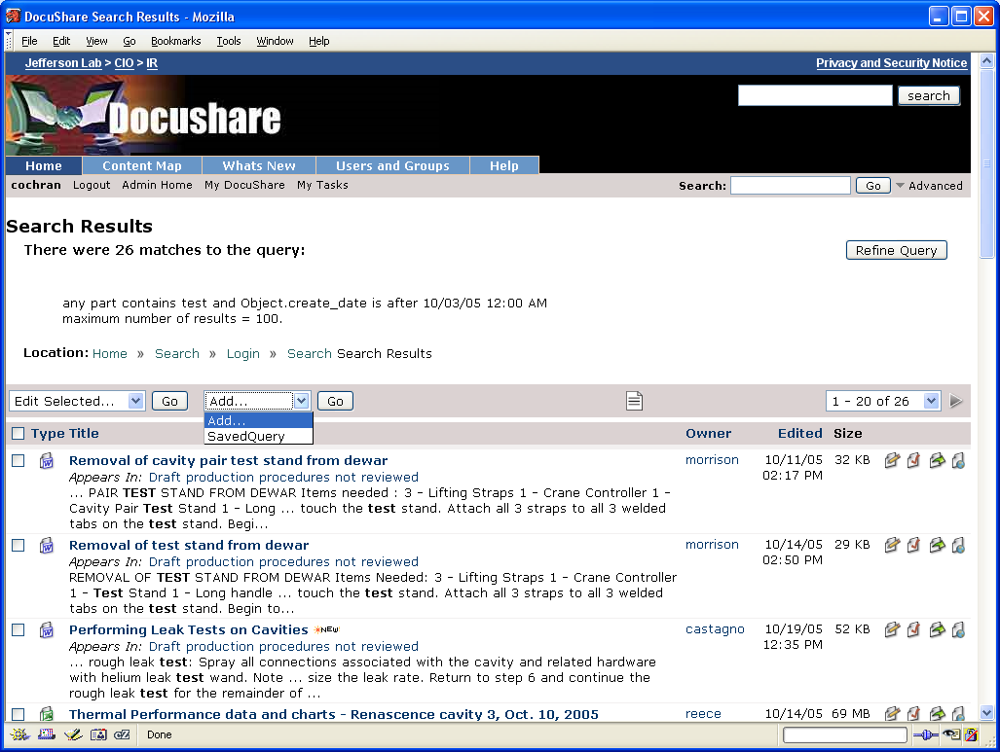 DocuShare Search Results - Mozilla
File Edit View Go Bookmarks Tools Window Help
Jefferson Lab > CIO > IR Privacy and Security Notice
Docushare search
Home Content Map Whats New Users and Groups Help
cochran Logout Admin Home My DocuShare My Tasks Search: Go Advanced
Search Results
There were 26 matches to the query: Refine Query
any part contains test and Object.create_date is after 10/03/05 12:00 AM
maximum number of results = 100.
Location: Home » Search » Login » Search Search Results
Edit Selected... Go Add... Go 1 - 20 of 26
Add...
SavedQuery
Type Title Owner Edited Size
Removal of cavity pair test stand from dewar morrison 10/11/05 32 KB
Appears In: Draft production procedures not reviewed 02:17 PM
... PAIR TEST STAND FROM DEWAR Items needed : 3 - Lifting Straps 1 - Crane Controller 1 -
Cavity Pair Test Stand 1 - Long ... touch the test stand. Attach all 3 straps to all 3 welded
tabs on the test stand. Begi...
Removal of test stand from dewar morrison 10/14/05 29 KB
Appears In: Draft production procedures not reviewed 02:50 PM
REMOVAL OF TEST STAND FROM DEWAR Items Needed: 3 - Lifting Straps 1 - Crane Controller
1 - Test Stand 1 - Long handle ... touch the test stand. Attach all 3 straps to all 3 welded
tabs on the test stand. Begin to...
Performing Leak Tests on Cavities NEW castagno 10/19/05 52 KB
Appears In: Draft production procedures not reviewed 12:35 PM
... rough leak test: Spray all connections associated with the cavity and related hardware
with helium leak test wand. Note ... size the leak rate. Return to step 6 and continue the
rough leak test for the remainder of ...
Thermal Performance data and charts - Renascence cavity 3, Oct. 10, 2005 reece 10/14/05 69 MB
Done